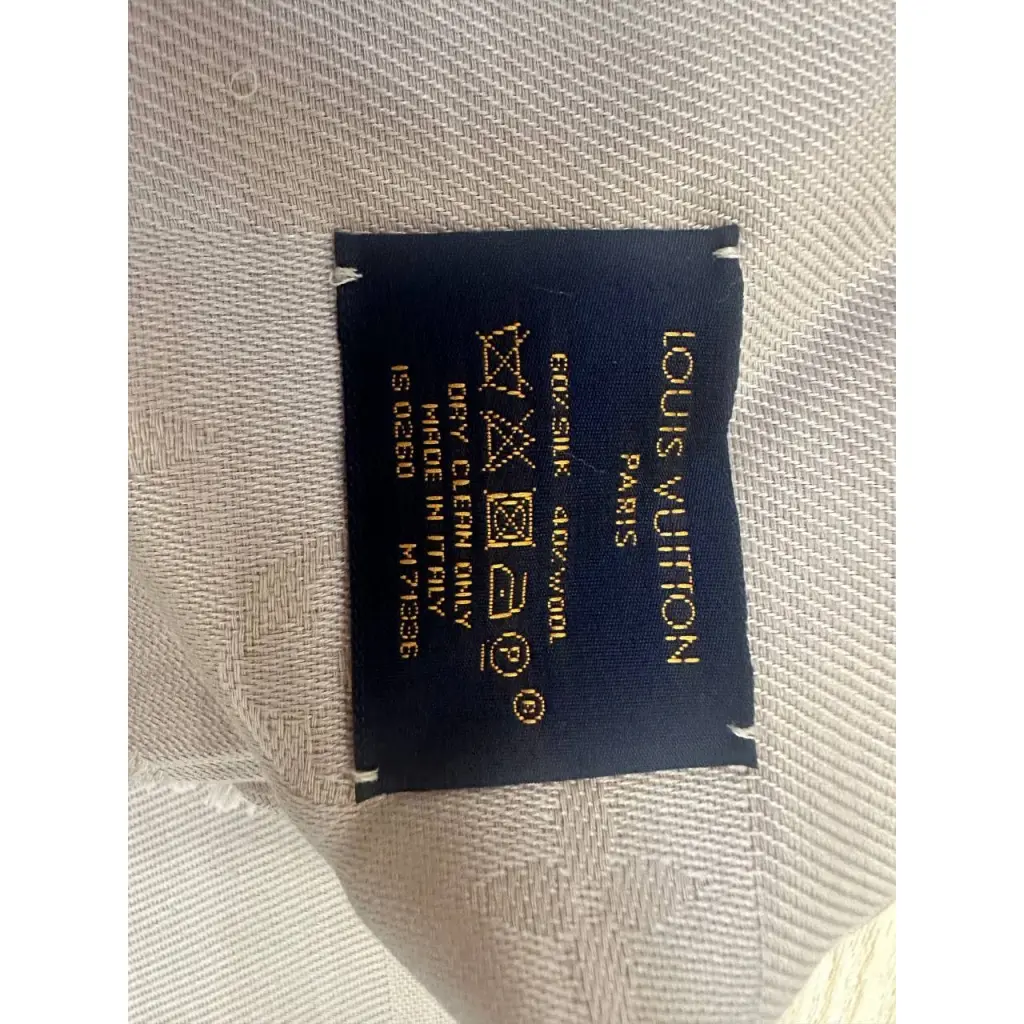 LOUIS VUITTON
PARIS
60% SILK 40% WOOL
P E
DRY CLEAN ONLY
MADE IN ITALY
IS 0260 M71336